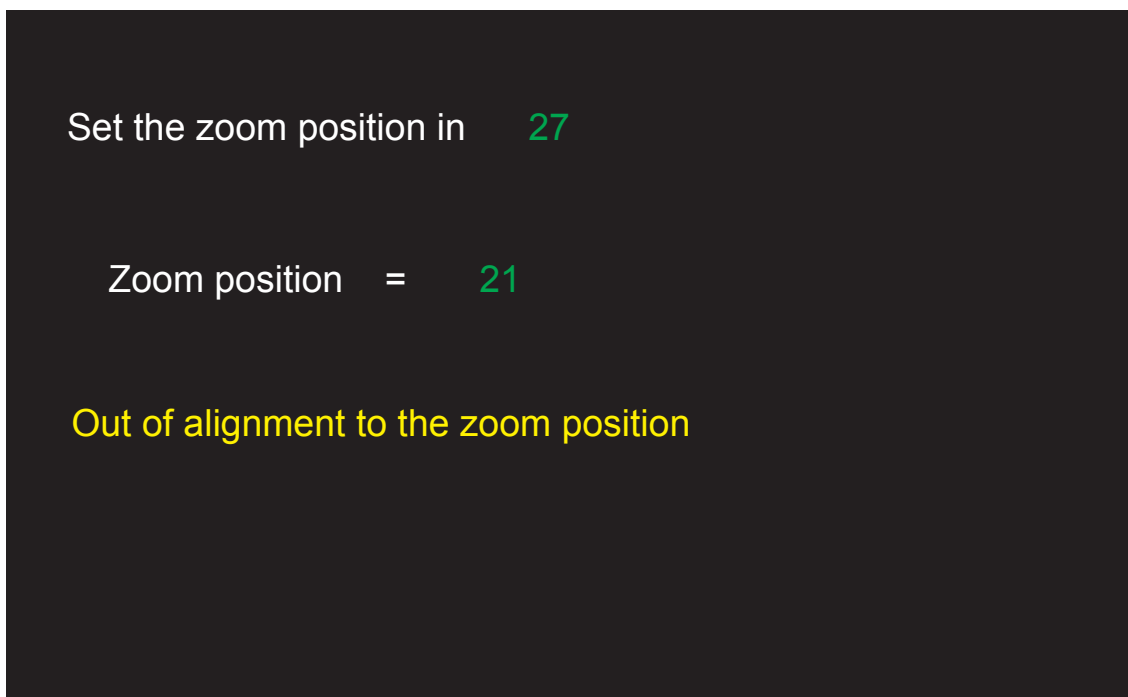 Set the zoom position in 27
Zoom position = 21
Out of alignment to the zoom position